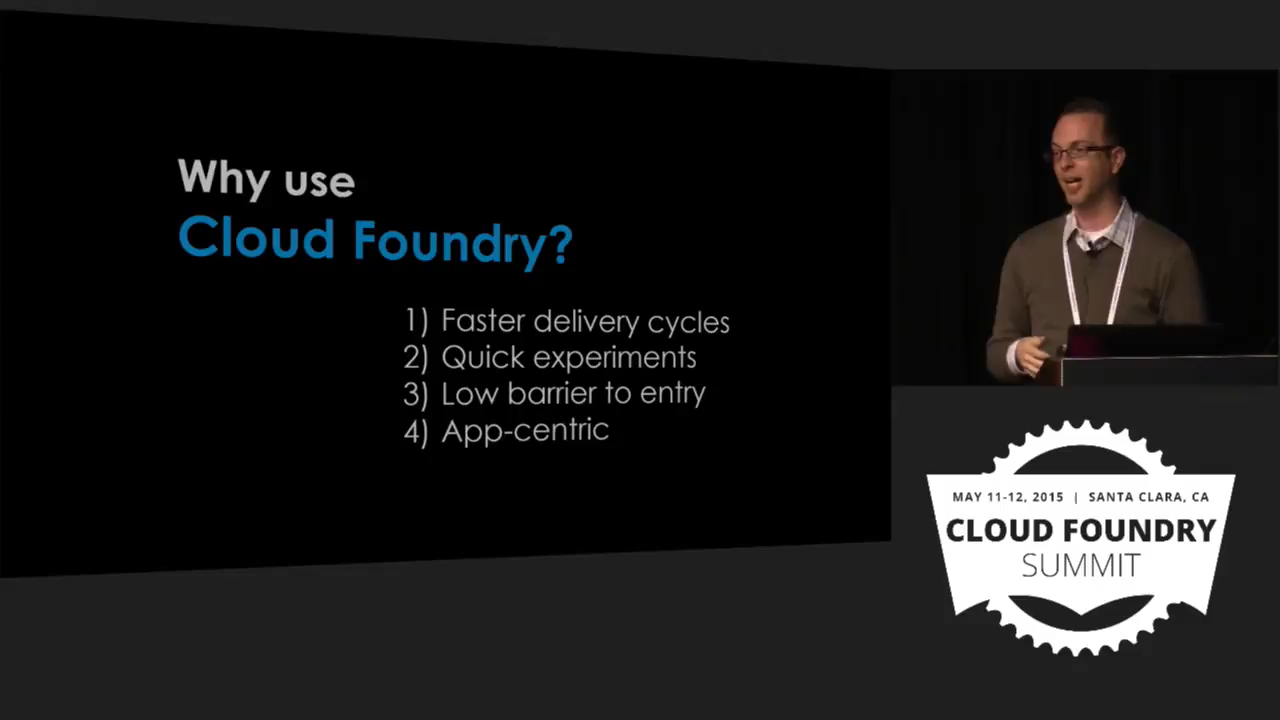 Why use
Cloud Foundry?
1) Faster delivery cycles
2) Quick experiments
3) Low barrier to entry
4) App-centric
MAY 11-12, 2015 | SANTA CLARA, CA
CLOUD FOUNDRY
SUMMIT